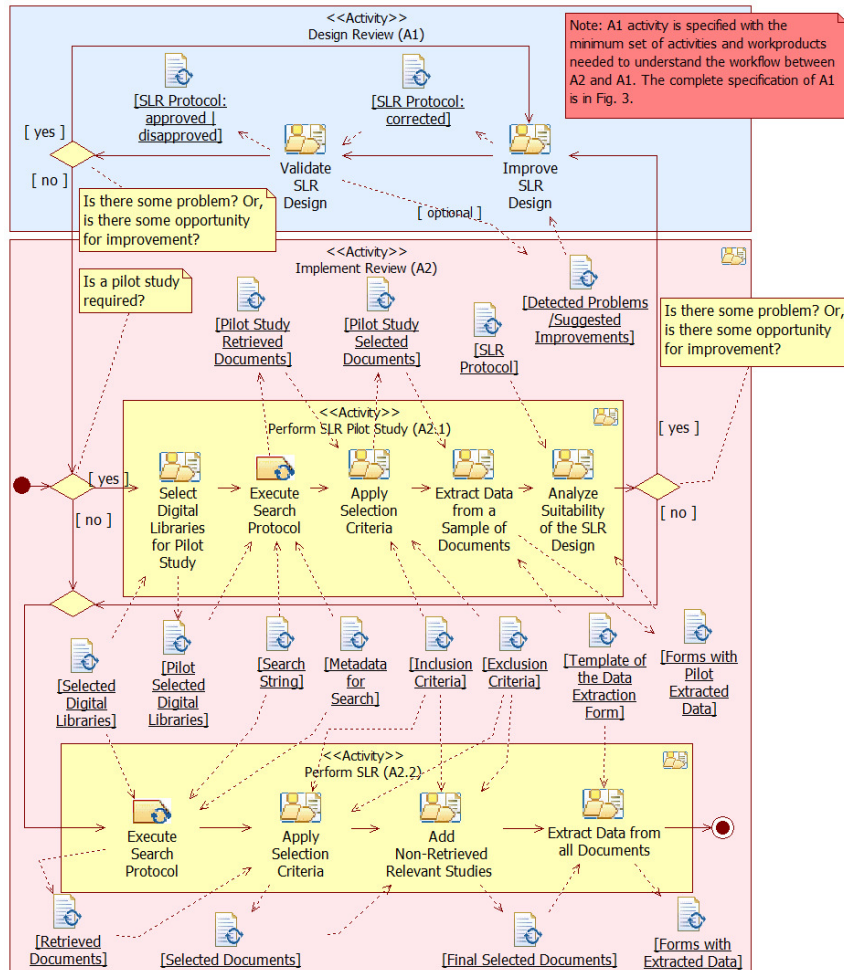 <<Activity>>
Design Review (A1)
Note: A1 activity is specified with the
minimum set of activities and workproducts
needed to understand the workflow between
A2 and A1. The complete specification of A1
is in Fig. 3.
[SLR Protocol:
approved |
disapproved]
[SLR Protocol:
corrected]
[ yes ]
[ no ]
Validate
SLR
Design
Improve
SLR
Design
[ optional ]
Is there some problem? Or,
is there some opportunity
for improvement?
<<Activity>>
Implement Review (A2)
Is a pilot study
required?
[Pilot Study
Retrieved
Documents]
[Pilot Study
Selected
Documents]
[SLR
Protocol]
[Detected Problems
/Suggested
Improvements]
Is there some problem? Or,
is there some opportunity
for improvement?
<<Activity>>
Perform SLR Pilot Study (A2.1)
[ yes ]
[ yes ]
[ no ]
[ no ]
Select
Digital
Libraries
for Pilot
Study
Execute
Search
Protocol
Apply
Selection
Criteria
Extract Data
from a
Sample of
Documents
Analyze
Suitability
of the SLR
Design
[Selected
Digital
Libraries]
[Pilot
Selected
Digital
Libraries]
[Search
String]
[Metadata
for
Search]
[Inclusion
Criteria]
[Exclusion
Criteria]
[Template of
the Data
Extraction
Form]
[Forms with
Pilot
Extracted
Data]
<<Activity>>
Perform SLR (A2.2)
Execute
Search
Protocol
Apply
Selection
Criteria
Add
Non-Retrieved
Relevant Studies
Extract Data from
all Documents
[Retrieved
Documents]
[Selected Documents]
[Final Selected Documents]
[Forms with
Extracted Data]